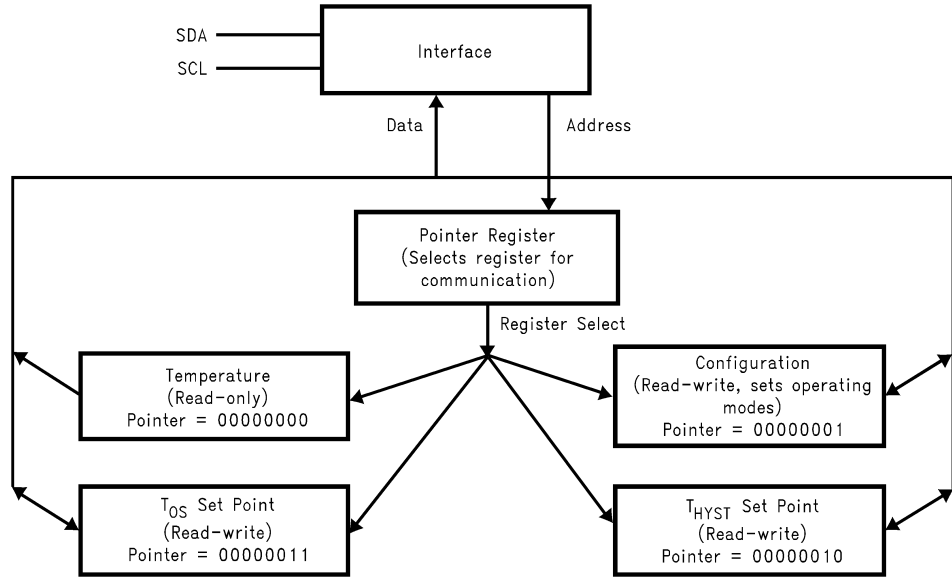 SDA
SCL
Interface
Data
Address
Pointer Register
(Selects register for
communication)
Register Select
Temperature
(Read-only)
Pointer = 00000000
Configuration
(Read-write, sets operating
modes)
Pointer = 00000001
TOS Set Point
(Read-write)
Pointer = 00000011
THYST Set Point
(Read-write)
Pointer = 00000010